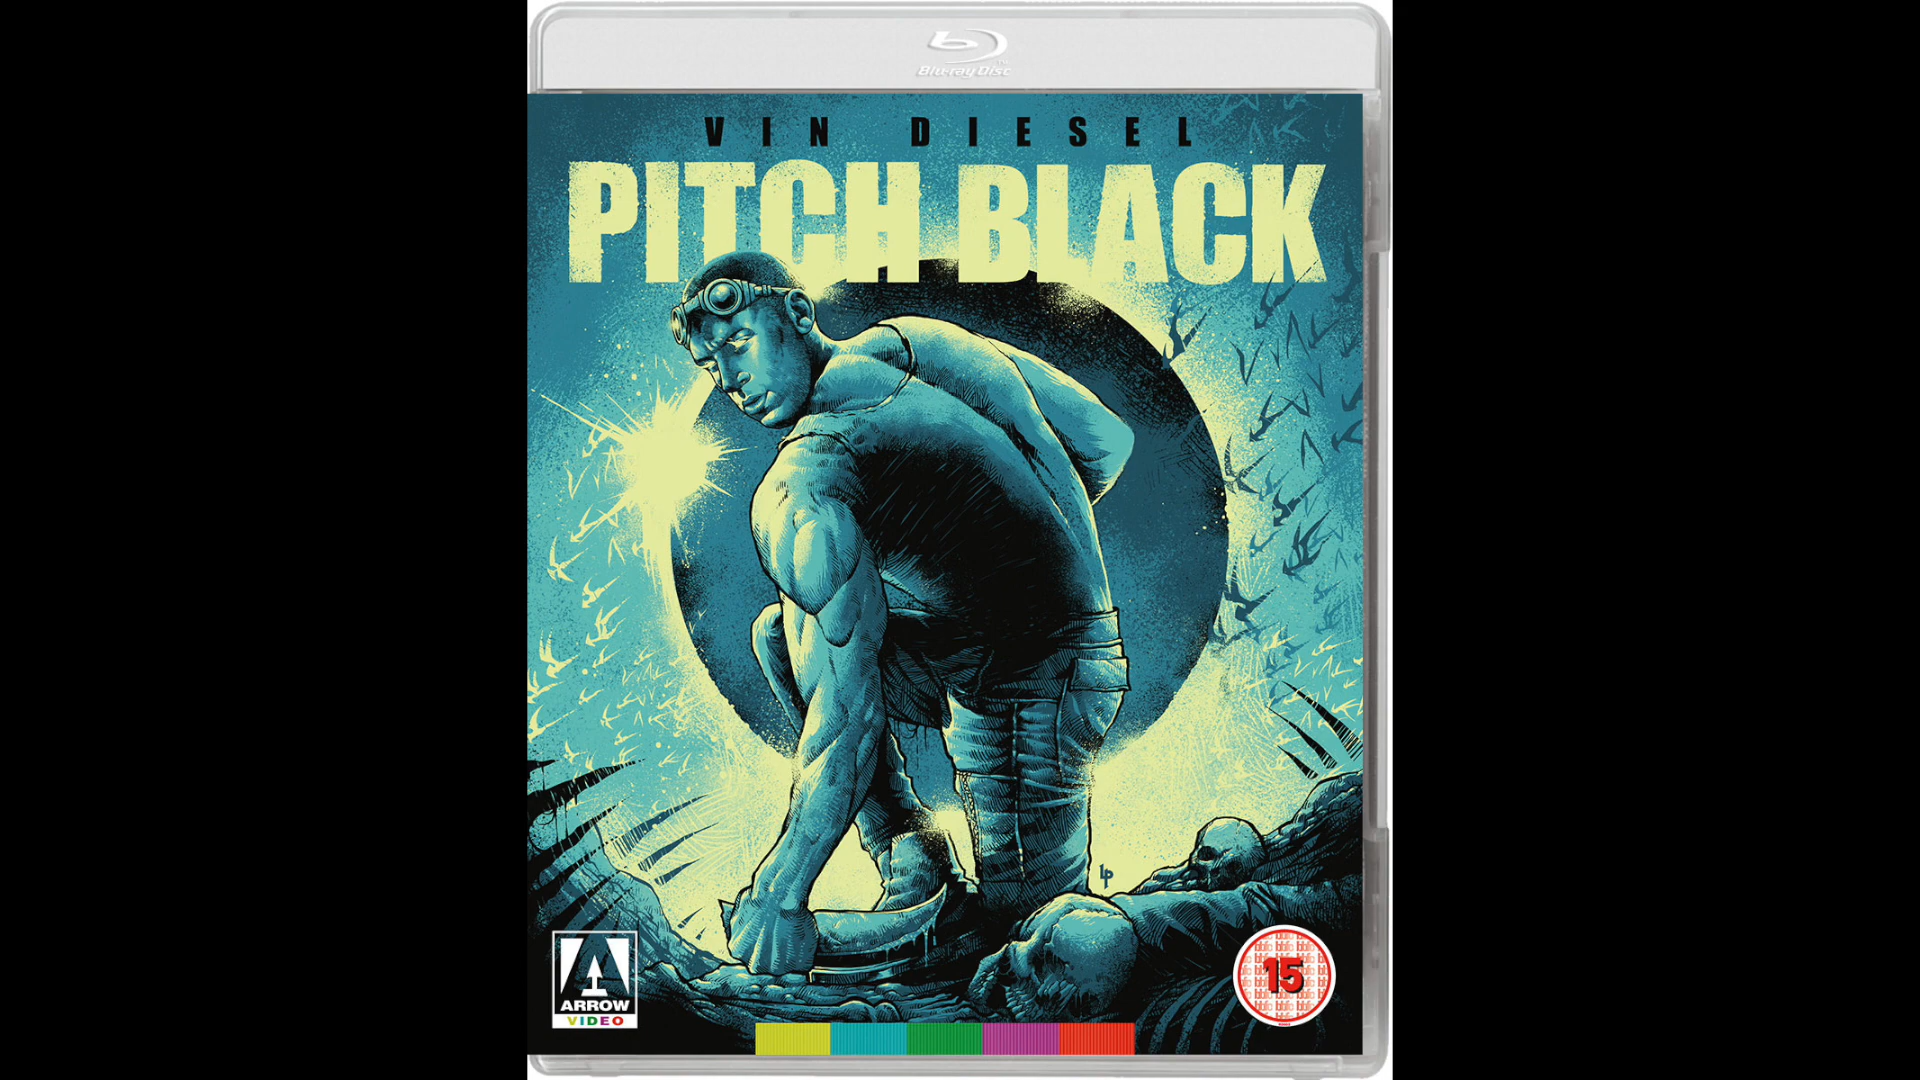 Blu-ray Disc
VIN DIESEL
PITCH BLACK
LP
ARROW
VIDEO
15